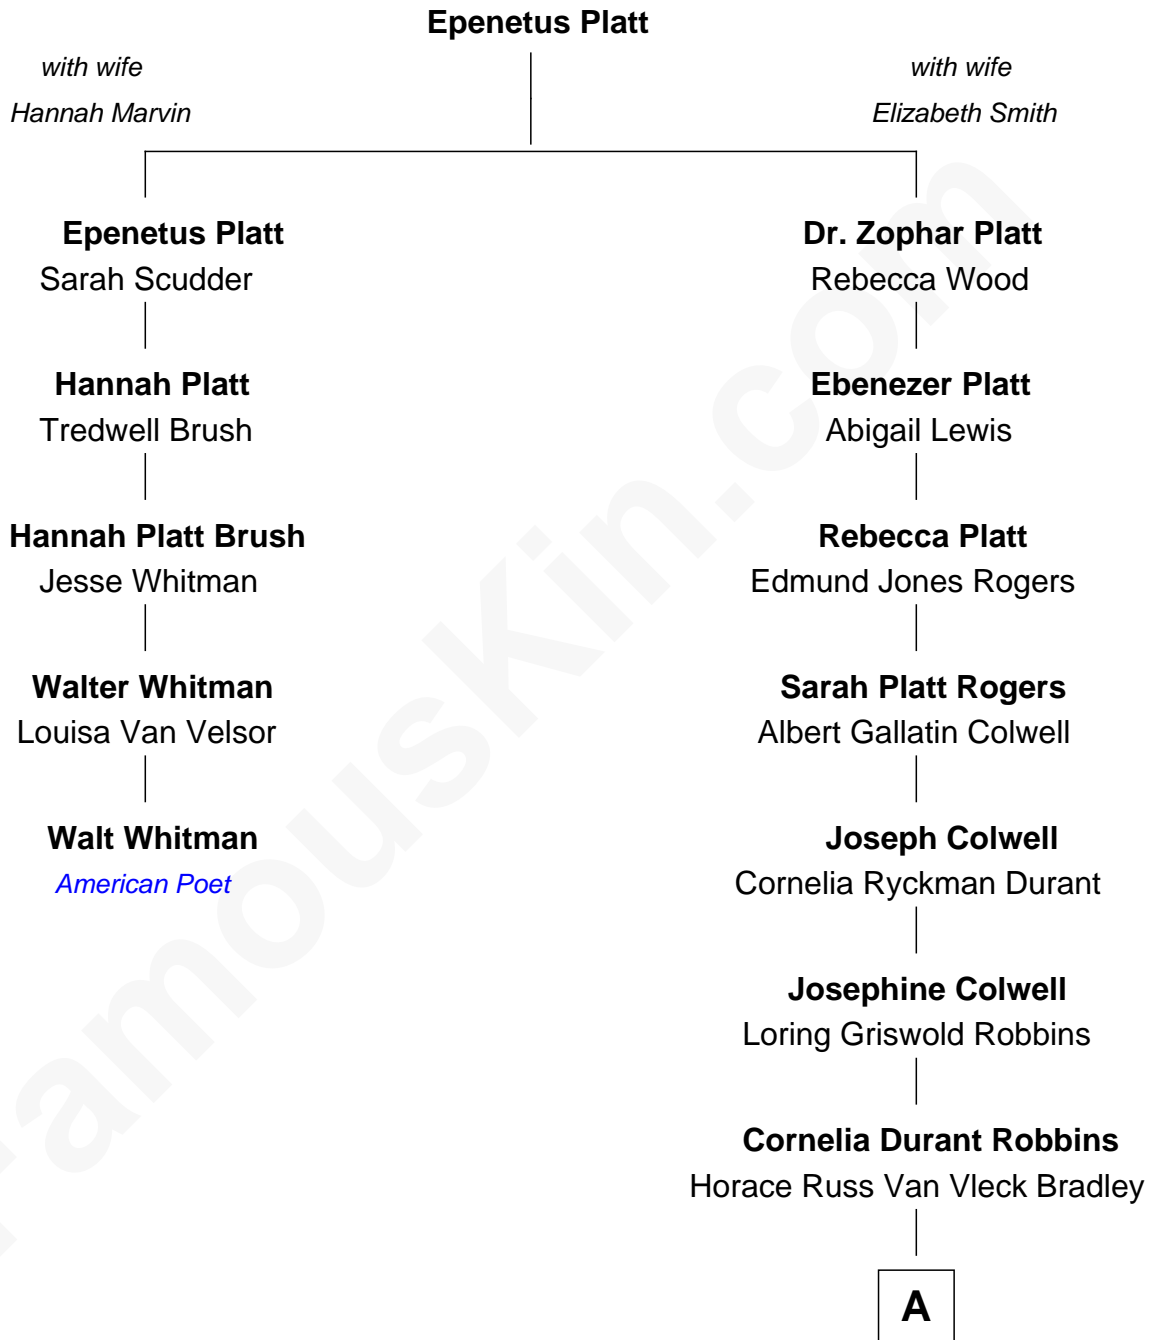 Epenetus Platt
with wife
Hannah Marvin
with wife
Elizabeth Smith
Epenetus Platt
Sarah Scudder
Dr. Zophar Platt
Rebecca Wood
Hannah Platt
Tredwell Brush
Ebenezer Platt
Abigail Lewis
Hannah Platt Brush
Jesse Whitman
Rebecca Platt
Edmund Jones Rogers
Walter Whitman
Louisa Van Velsor
Sarah Platt Rogers
Albert Gallatin Colwell
Walt Whitman
American Poet
Joseph Colwell
Cornelia Ryckman Durant
Josephine Colwell
Loring Griswold Robbins
Cornelia Durant Robbins
Horace Russ Van Vleck Bradley
A
FamousKin.com